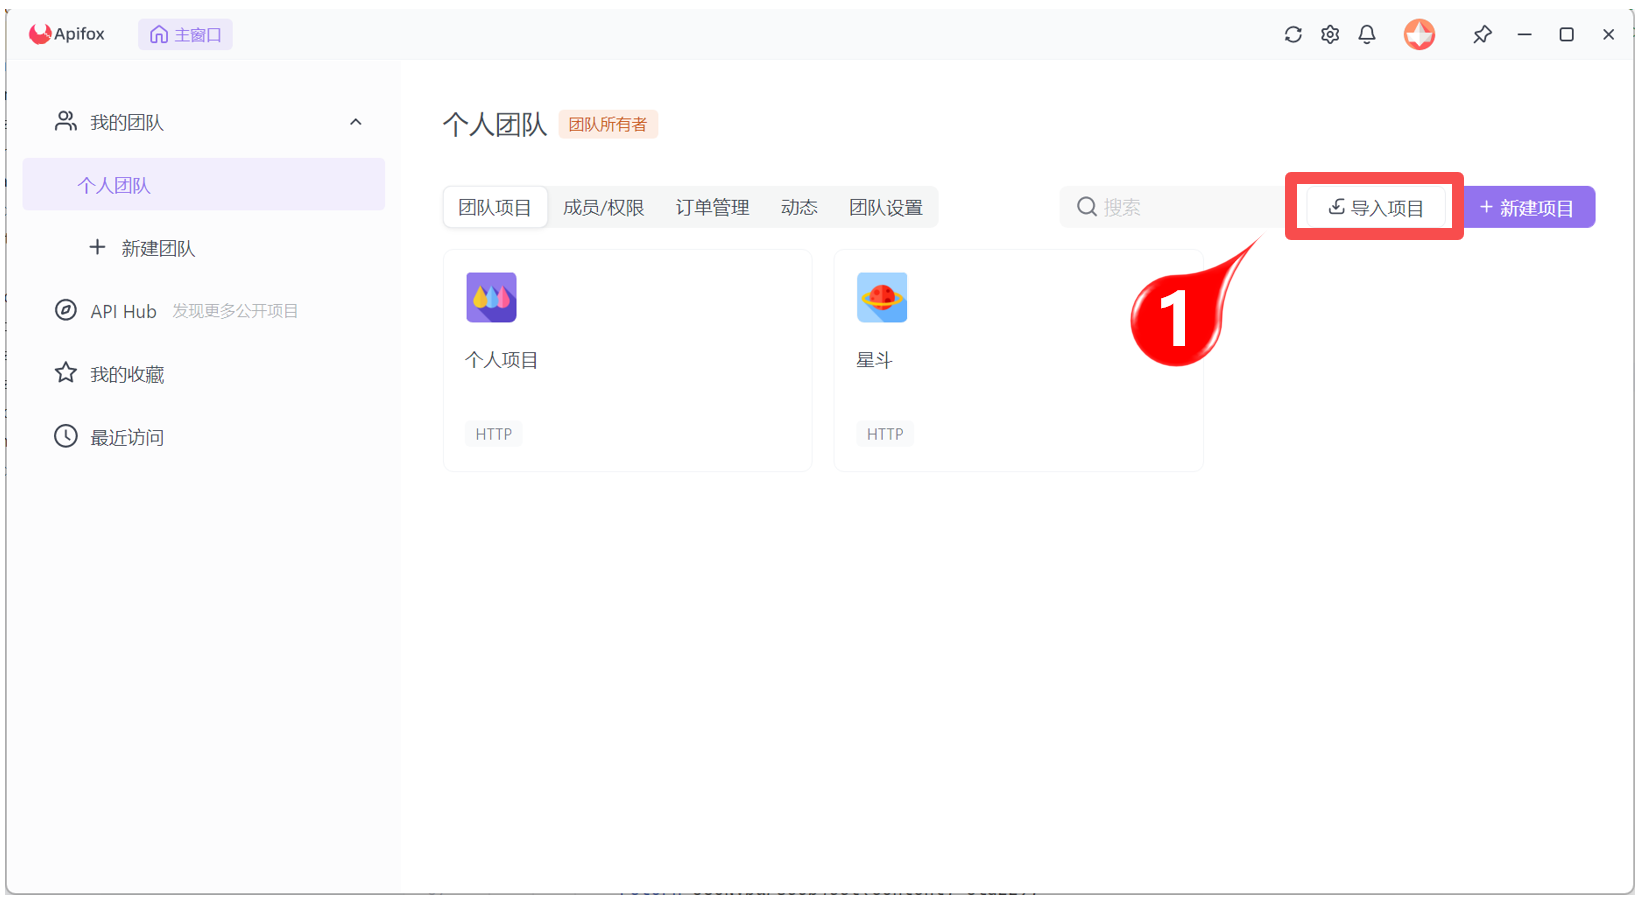 Apifox 主窗口
我的团队
个人团队
新建团队
API Hub 发现更多公开项目
我的收藏
最近访问
个人团队 团队所有者
团队项目 成员/权限 订单管理 动态 团队设置 搜索 导入项目 + 新建项目
1
个人项目
HTTP
星斗
HTTP